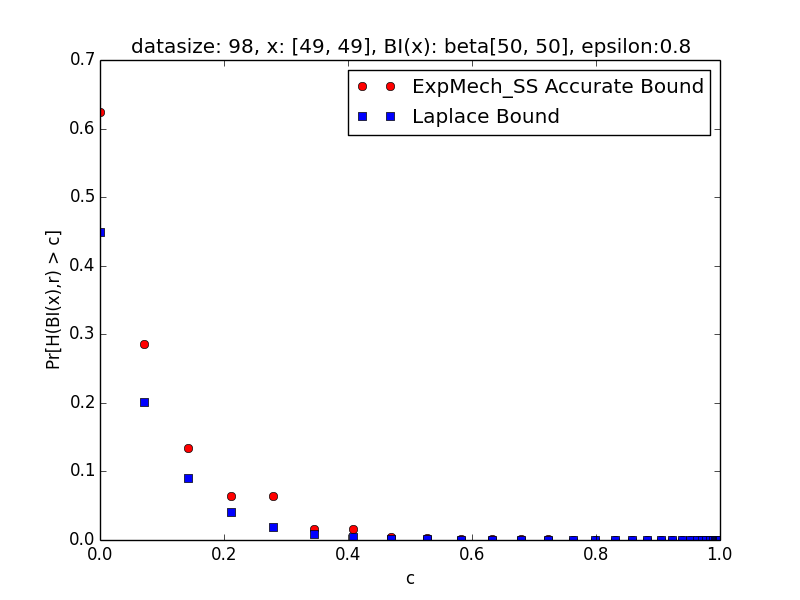 datasize: 98, x: [49, 49], BI(x): beta[50, 50], epsilon:0.8
ExpMech_SS Accurate Bound
Laplace Bound
Pr[H(BI(x),r) > c]
0.7
0.6
0.5
0.4
0.3
0.2
0.1
0.0
0.0 0.2 0.4 0.6 0.8 1.0
c